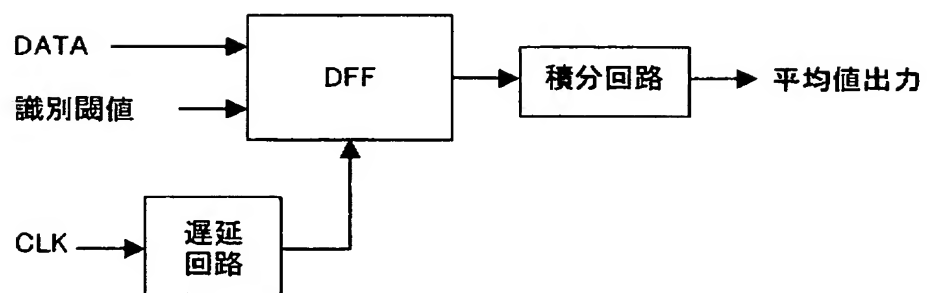 DATA
DFF
積分回路
平均値出力
識別閾値
CLK
遅延
回路